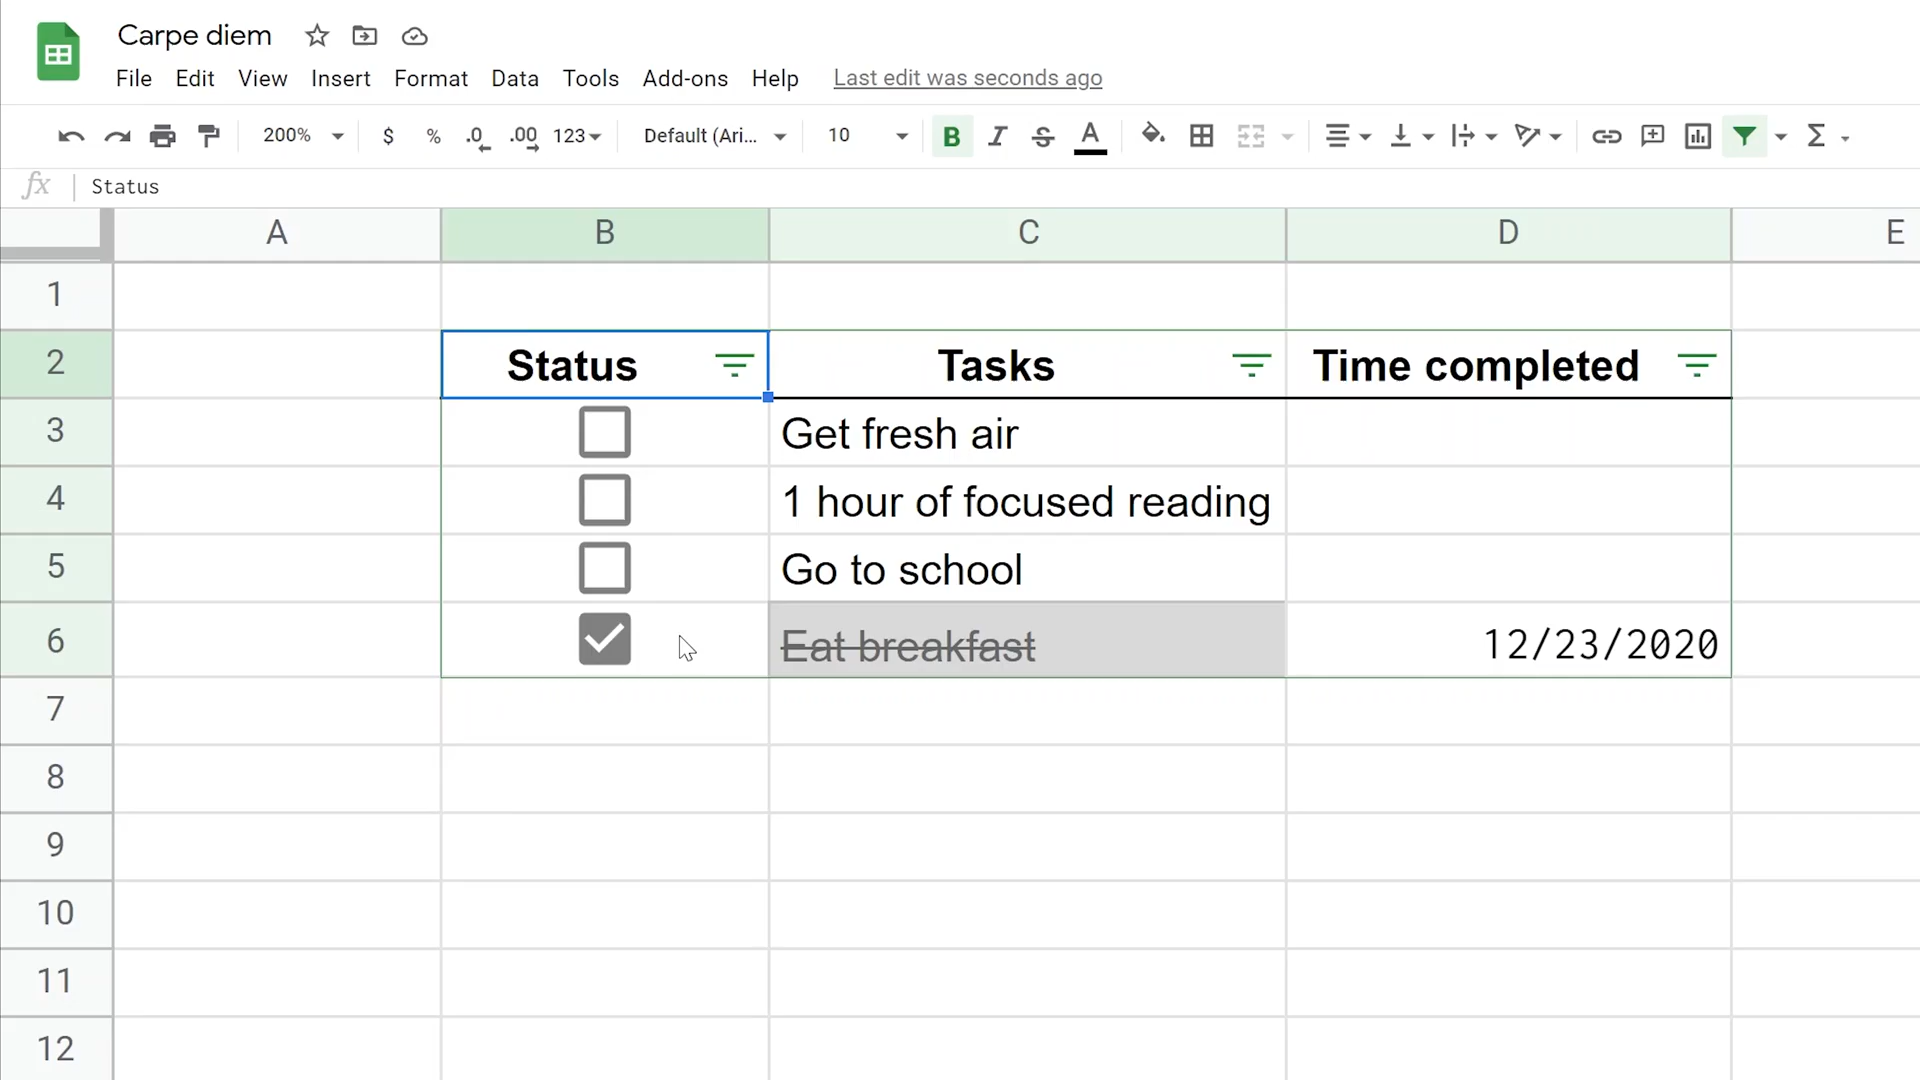 Carpe diem
File Edit View Insert Format Data Tools Add-ons Help Last edit was seconds ago
200% $ % .0 .00 123 Default (Ari... 10 B I S A Σ
fx Status
A B C D E
1
2 Status Tasks Time completed
3 Get fresh air
4 1 hour of focused reading
5 Go to school
6 Eat breakfast 12/23/2020
7
8
9
10
11
12